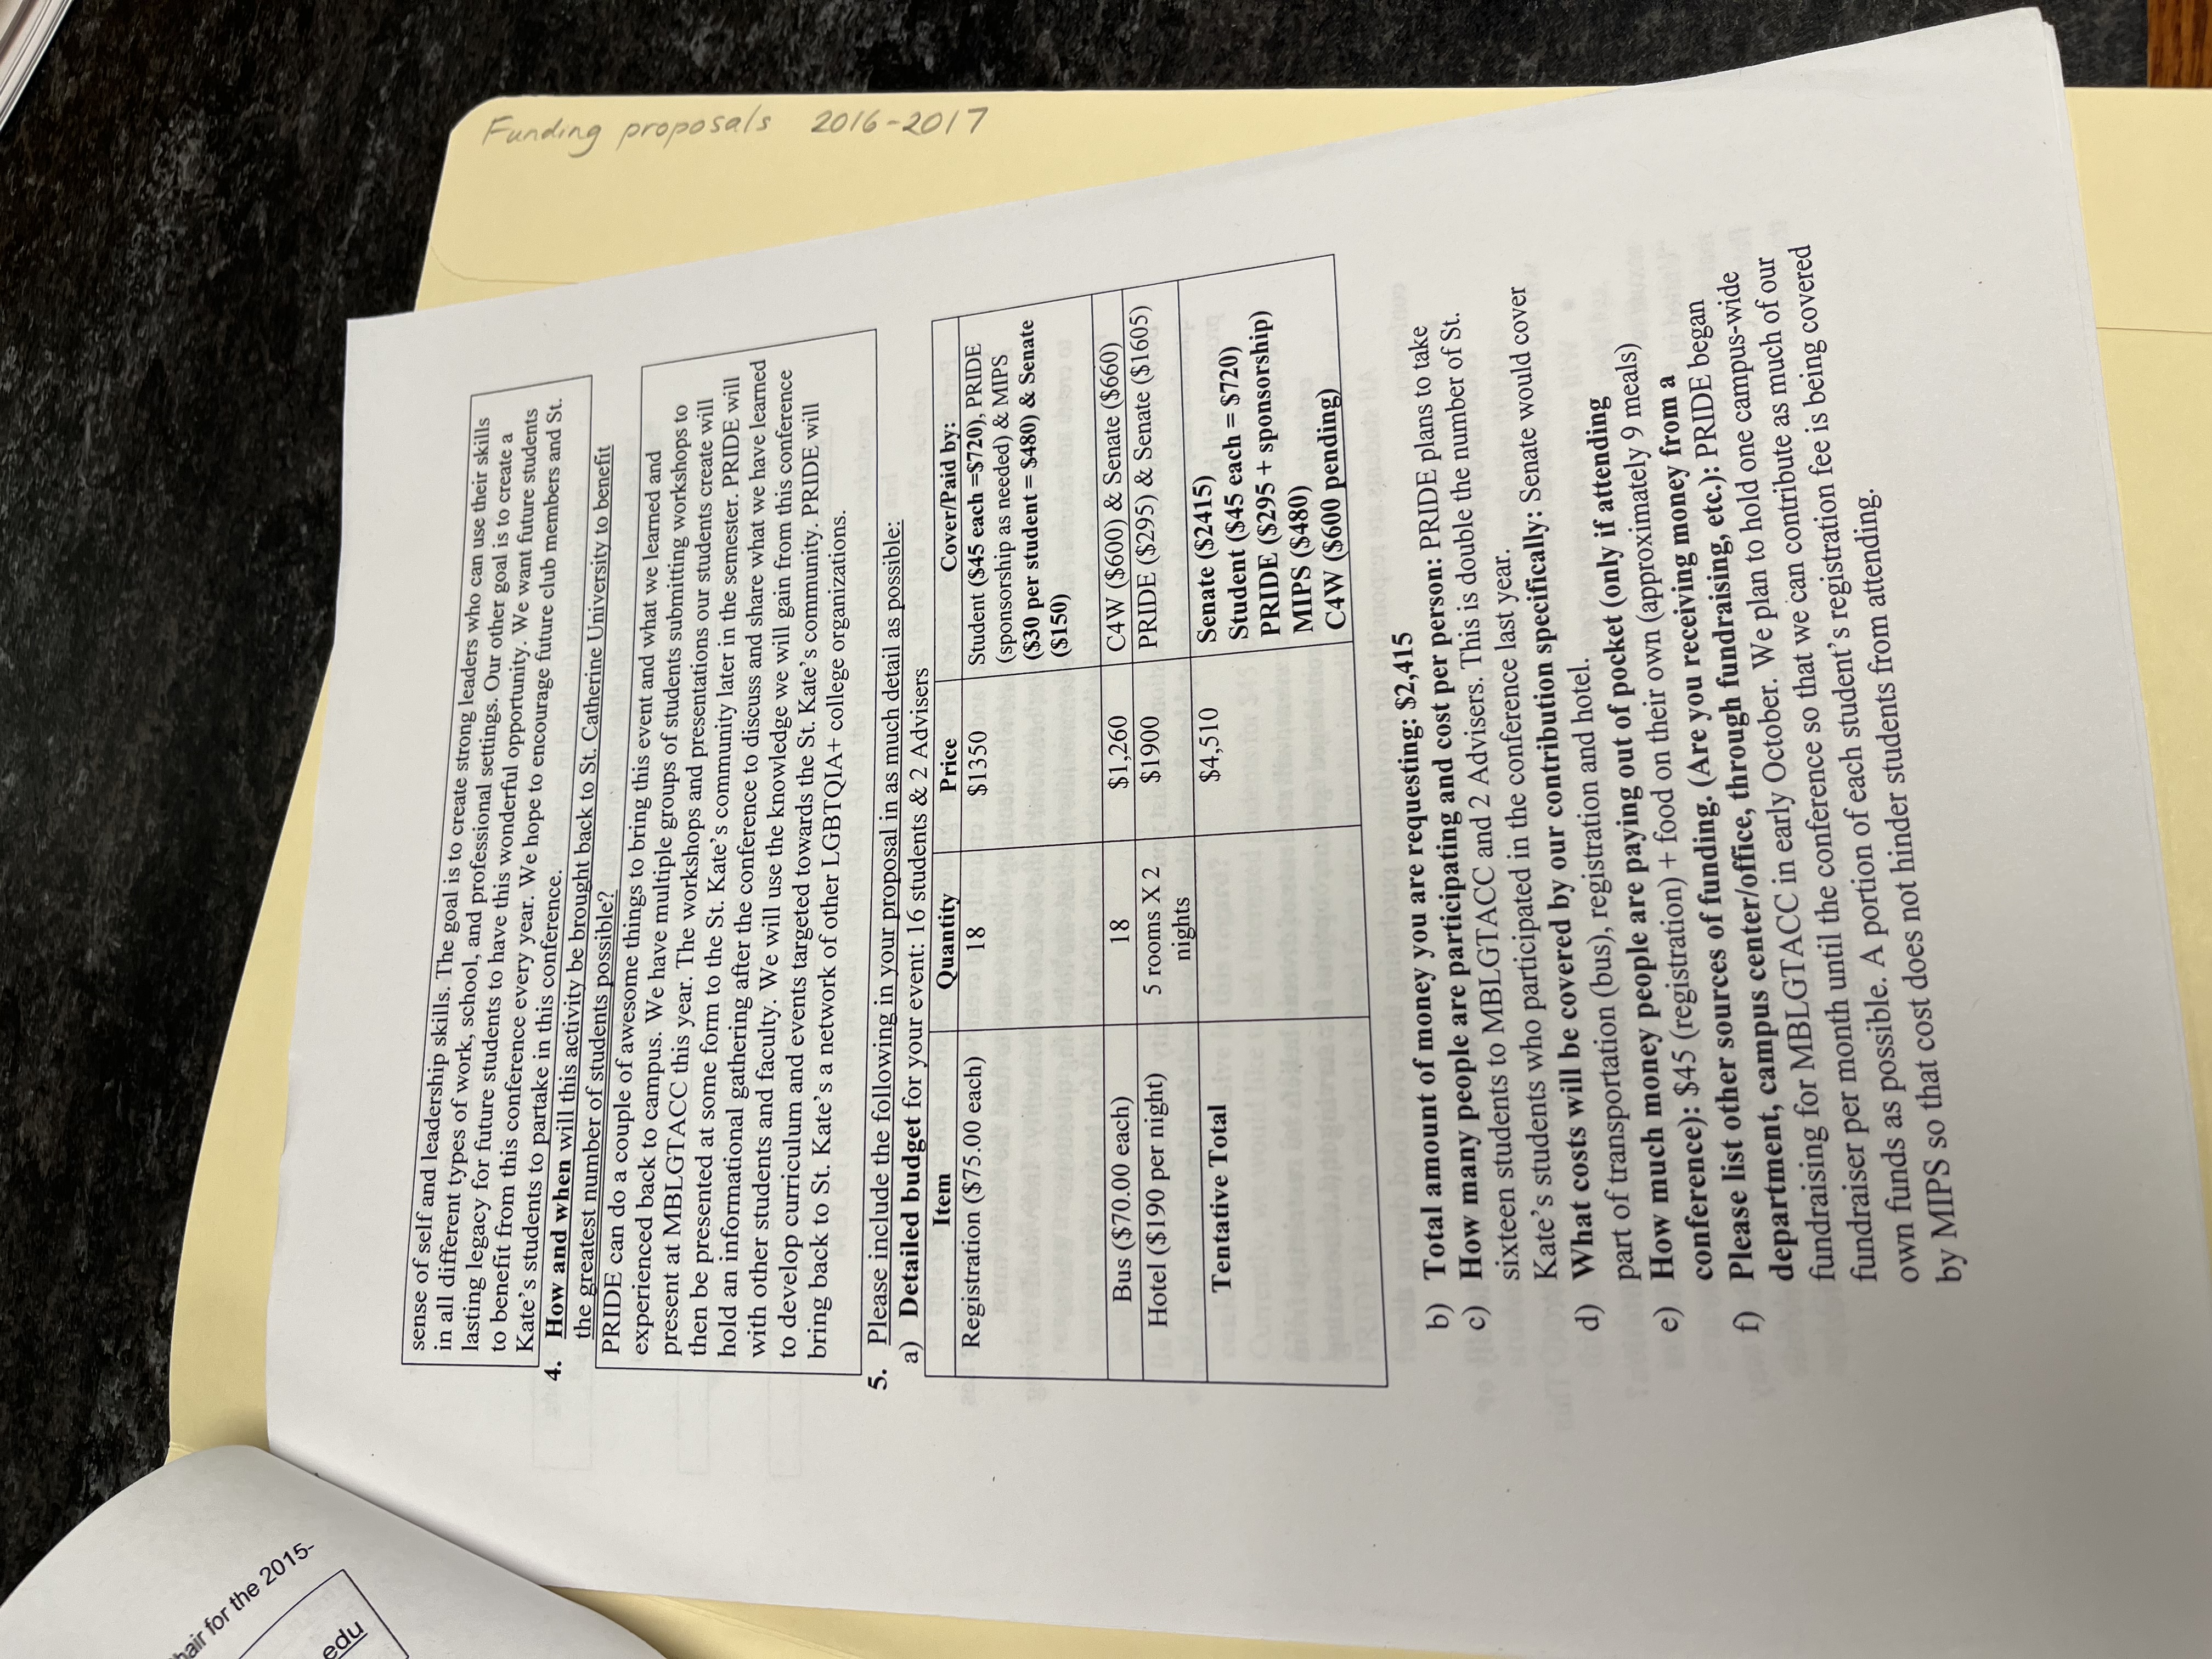 hair for the 2015-
edu
Funding proposals 2016-2017
sense of self and leadership skills. The goal is to create strong leaders who can use their skills
in all different types of work, school, and professional settings. Our other goal is to create a
lasting legacy for future students to have this wonderful opportunity. We want future students
to benefit from this conference every year. We hope to encourage future club members and St.
Kate's students to partake in this conference.
4. How and when will this activity be brought back to St. Catherine University to benefit
the greatest number of students possible?
PRIDE can do a couple of awesome things to bring this event and what we learned and
experienced back to campus. We have multiple groups of students submitting workshops to
present at MBLGTACC this year. The workshops and presentations our students create will
then be presented at some form to the St. Kate's community later in the semester. PRIDE will
hold an informational gathering after the conference to discuss and share what we have learned
with other students and faculty. We will use the knowledge we will gain from this conference
to develop curriculum and events targeted towards the St. Kate's community. PRIDE will
bring back to St. Kate's a network of other LGBTQIA+ college organizations.
5. Please include the following in your proposal in as much detail as possible:
a) Detailed budget for your event: 16 students & 2 Advisers
Item Quantity Price Cover/Paid by:
Registration ($75.00 each) 18 $1350 Student ($45 each =$720), PRIDE
(sponsorship as needed) & MIPS
($30 per student = $480) & Senate
($150)
Bus ($70.00 each) 18 $1,260 C4W ($600) & Senate ($660)
Hotel ($190 per night) 5 rooms X 2 $1900 PRIDE ($295) & Senate ($1605)
nights
Tentative Total $4,510 Senate ($2415)
Student ($45 each = $720)
PRIDE ($295 + sponsorship)
MIPS ($480)
C4W ($600 pending)
b) Total amount of money you are requesting: $2,415
c) How many people are participating and cost per person: PRIDE plans to take
sixteen students to MBLGTACC and 2 Advisers. This is double the number of St.
Kate's students who participated in the conference last year.
d) What costs will be covered by our contribution specifically: Senate would cover
part of transportation (bus), registration and hotel.
e) How much money people are paying out of pocket (only if attending
conference): $45 (registration) + food on their own (approximately 9 meals)
f) Please list other sources of funding. (Are you receiving money from a
department, campus center/office, through fundraising, etc.): PRIDE began
fundraising for MBLGTACC in early October. We plan to hold one campus-wide
fundraiser per month until the conference so that we can contribute as much of our
own funds as possible. A portion of each student's registration fee is being covered
by MIPS so that cost does not hinder students from attending.